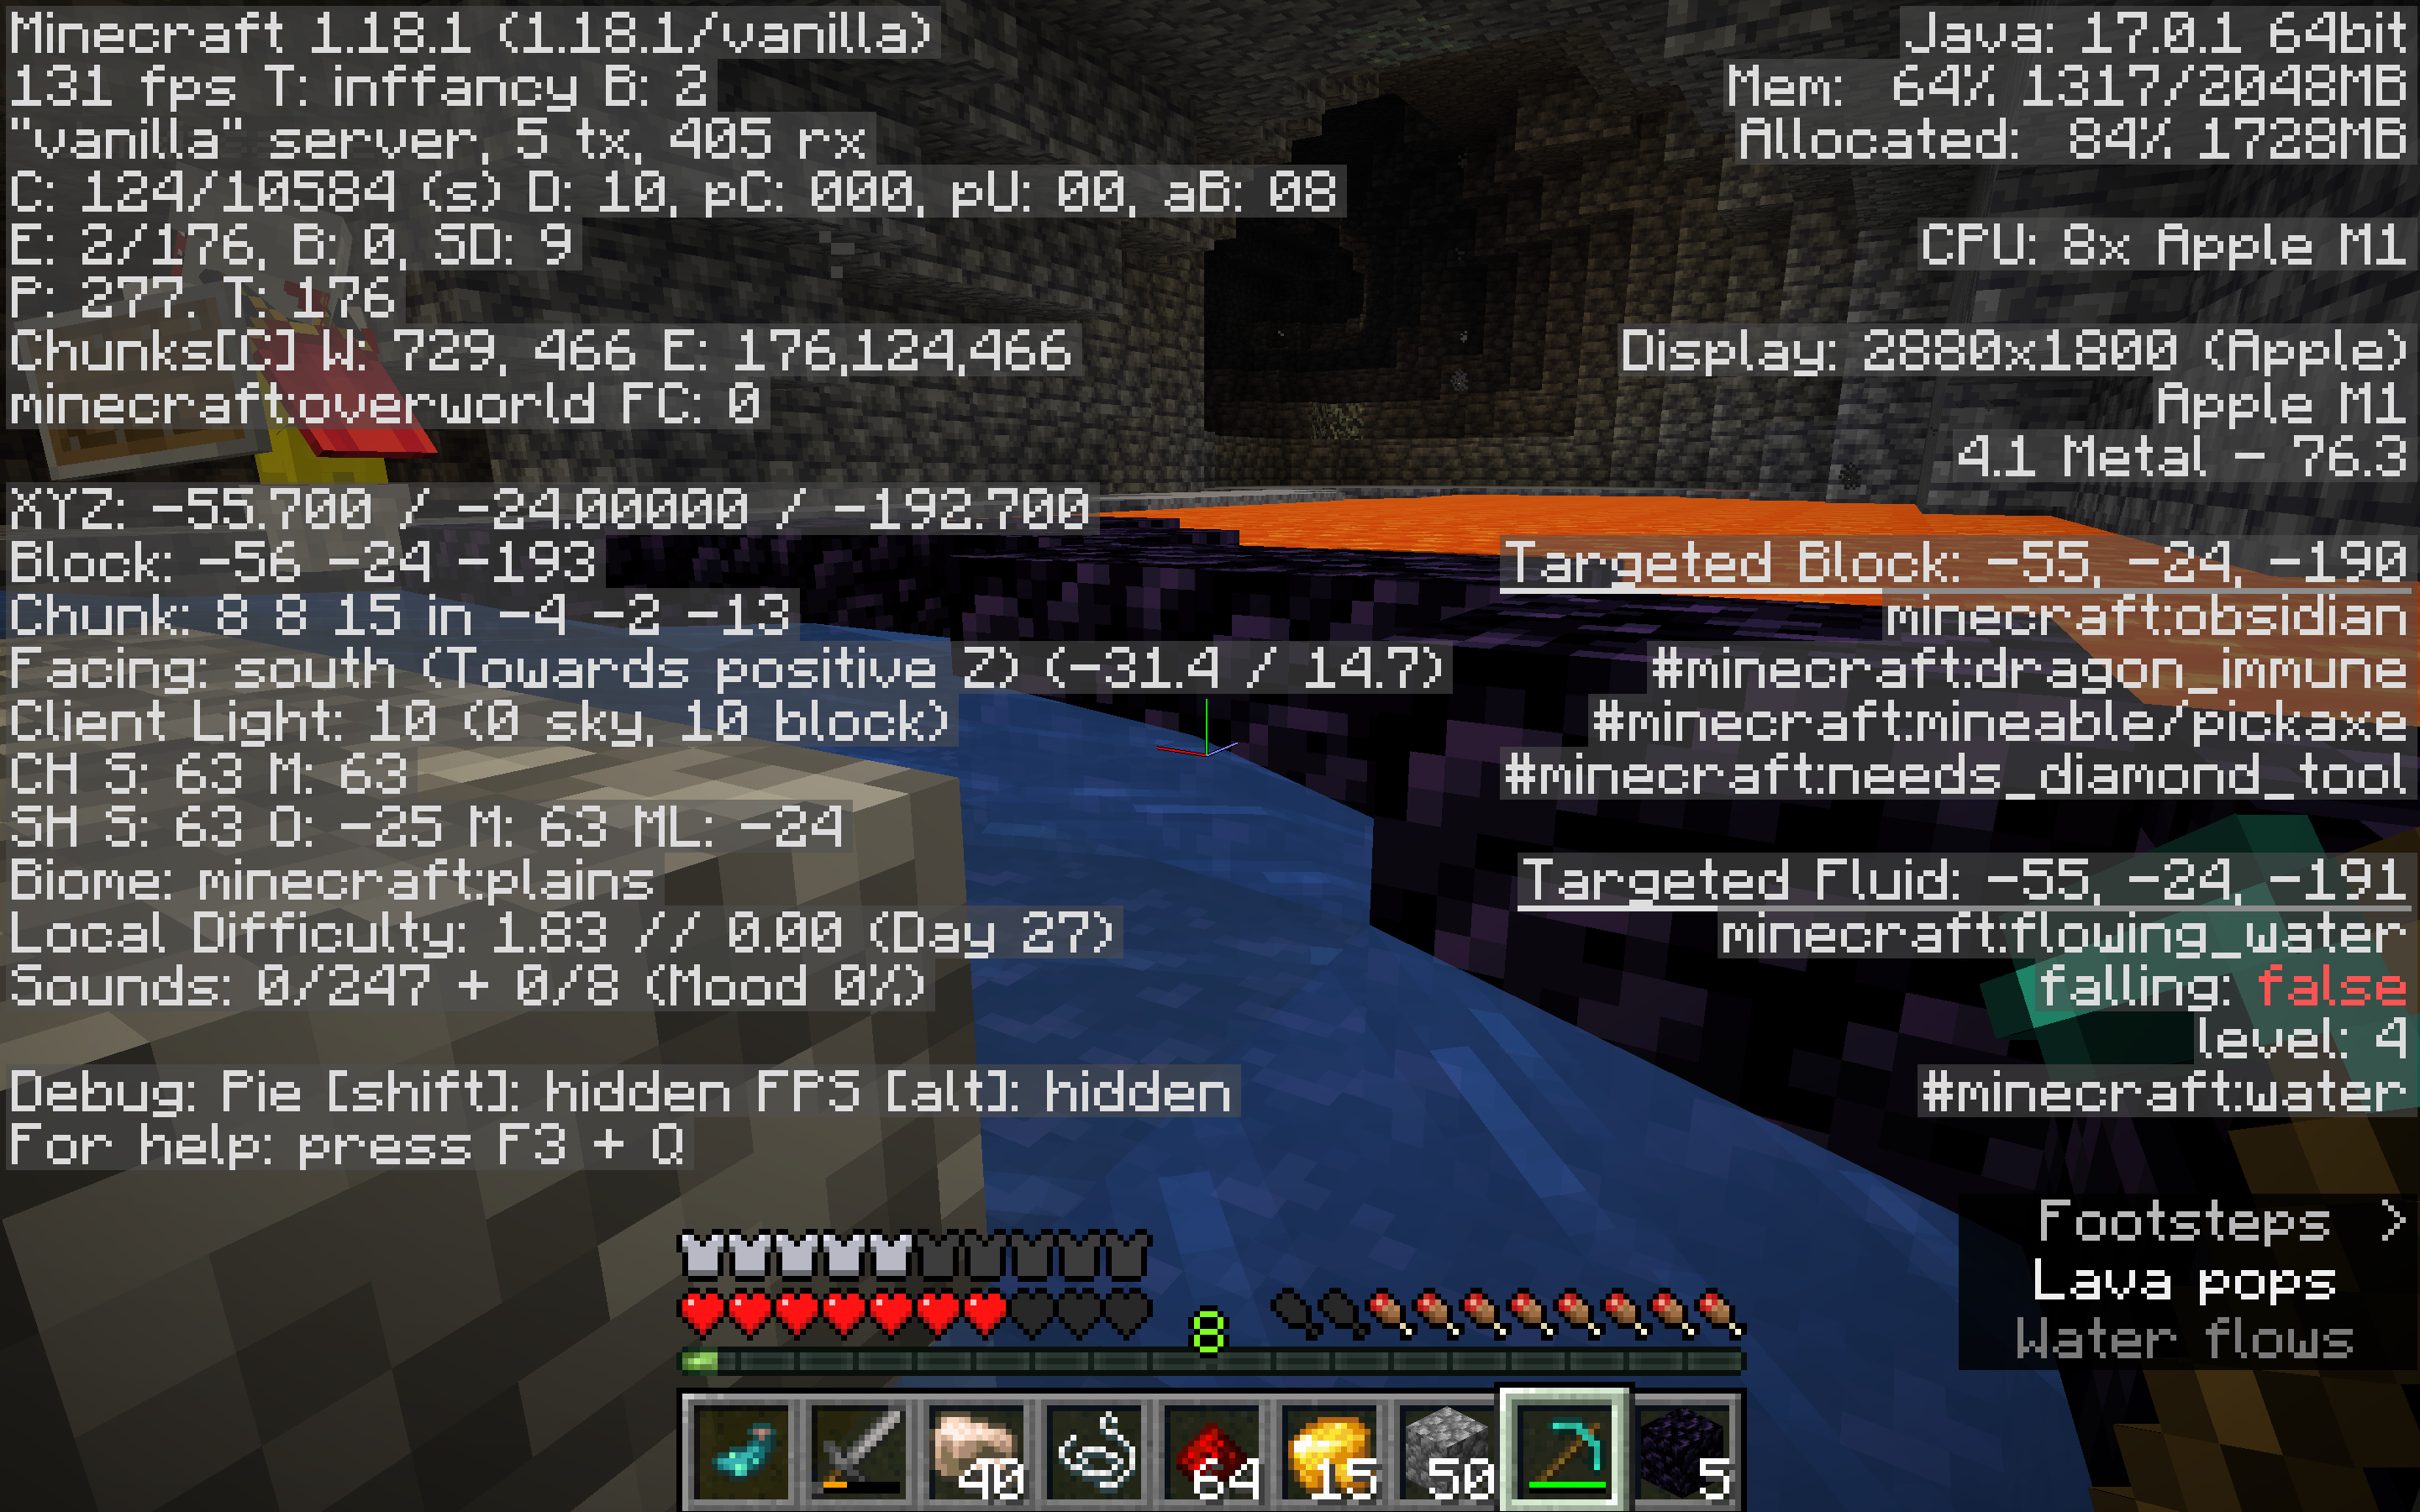 Minecraft 1.18.1 (1.18.1/vanilla)
131 fps T: inffancy B: 2
"vanilla" server, 5 tx, 405 rx
C: 124/10584 (s) D: 10, pC: 000, pU: 00, aB: 08
E: 2/176, B: 0, SD: 9
P: 277. T: 176
Chunks[C] W: 729, 466 E: 176,124,466
minecraft:overworld FC: 0
XYZ: -55.700 / -24.00000 / -192.700
Block: -56 -24 -193
Chunk: 8 8 15 in -4 -2 -13
Facing: south (Towards positive Z) (-31.4 / 14.7)
Client Light: 10 (0 sky, 10 block)
CH S: 63 M: 63
SH S: 63 O: -25 M: 63 ML: -24
Biome: minecraft:plains
Local Difficulty: 1.83 // 0.00 (Day 27)
Sounds: 0/247 + 0/8 (Mood 0%)
Debug: Pie [shift]: hidden FPS [alt]: hidden
For help: press F3 + Q
Java: 17.0.1 64bit
Mem: 64% 1317/2048MB
Allocated: 84% 1728MB
CPU: 8x Apple M1
Display: 2880x1800 (Apple)
Apple M1
4.1 Metal - 76.3
Targeted Block: -55, -24, -190
minecraft:obsidian
#minecraft:dragon_immune
#minecraft:mineable/pickaxe
#minecraft:needs_diamond_tool
Targeted Fluid: -55, -24, -191
minecraft:flowing_water
falling: false
level: 4
#minecraft:water
Footsteps >
Lava pops
Water flows
8
40 64 15 50 5